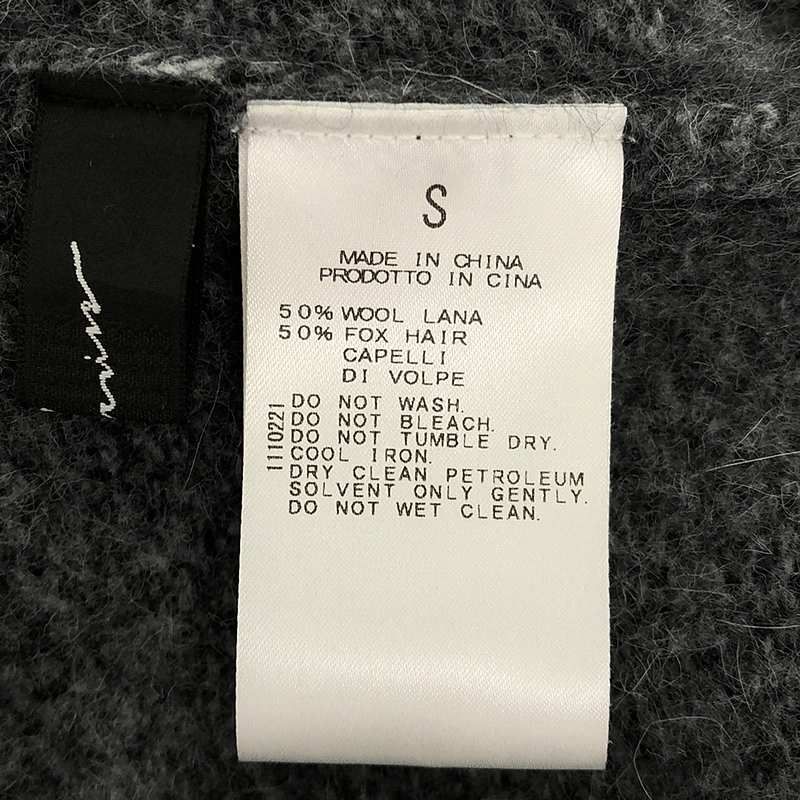 S
MADE IN CHINA
PRODOTTO IN CINA
50% WOOL LANA
50% FOX HAIR
CAPELLI
DI VOLPE
DO NOT WASH.
DO NOT BLEACH.
DO NOT TUMBLE DRY.
COOL IRON.
DRY CLEAN PETROLEUM
SOLVENT ONLY GENTLY.
DO NOT WET CLEAN.
1110221